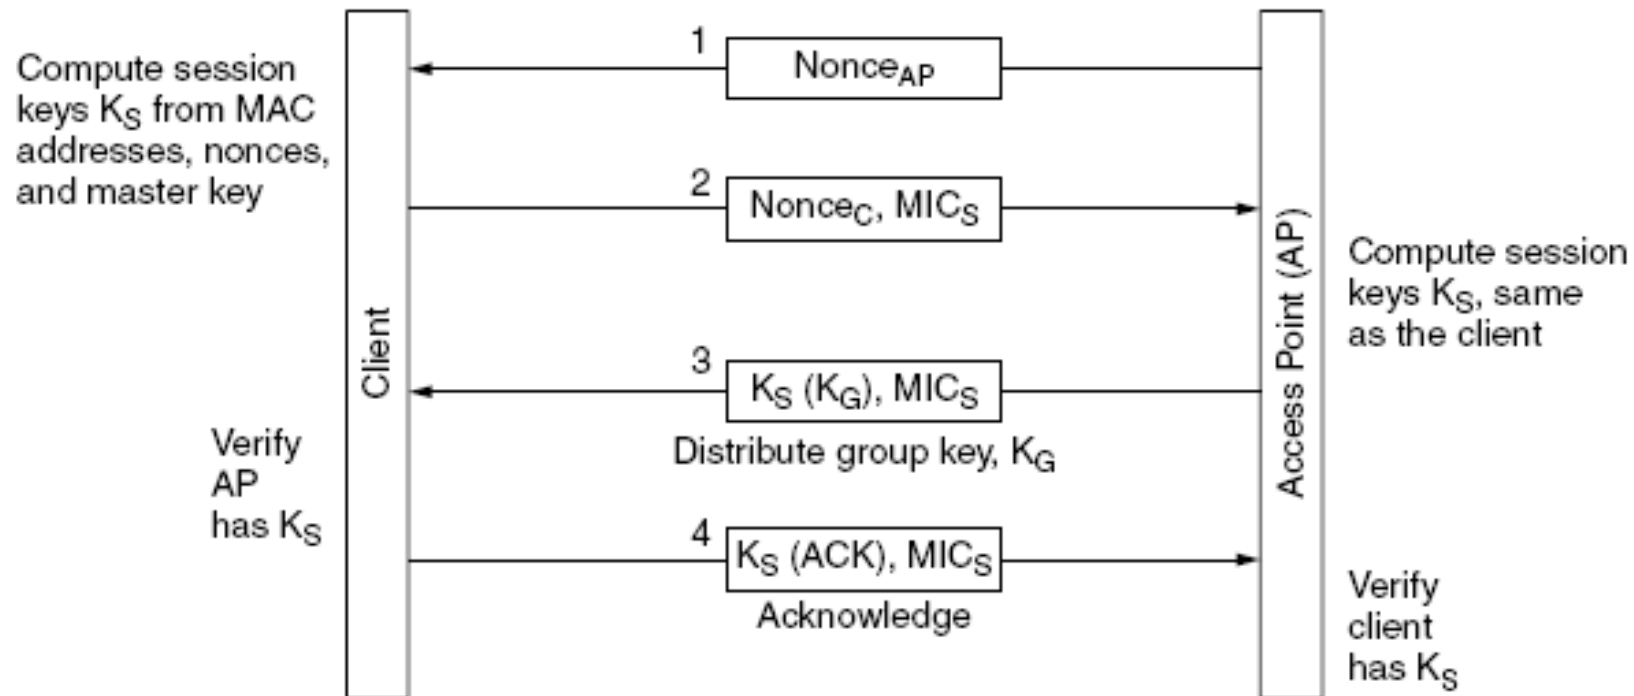 1
Nonce_AP
Compute session
keys K_S from MAC
addresses, nonces,
and master key
2
Nonce_C, MIC_S
Client
Access Point (AP)
Compute session
keys K_S, same
as the client
3
K_S (K_G), MIC_S
Distribute group key, K_G
Verify
AP
has K_S
4
K_S (ACK), MIC_S
Acknowledge
Verify
client
has K_S